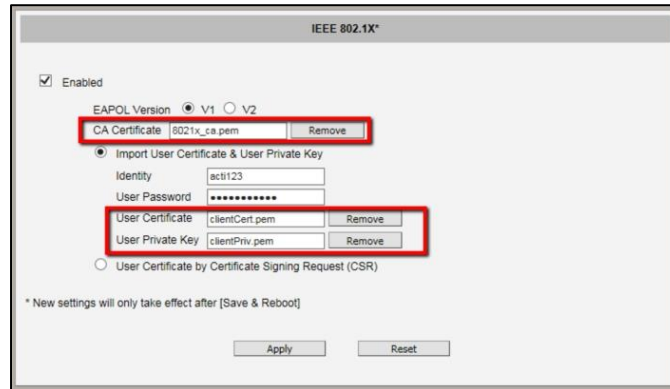 IEEE 802.1X*
Enabled
EAPOL Version V1 V2
CA Certificate 8021x_ca.pem Remove
Import User Certificate & User Private Key
Identity acti123
User Password •••••••••••
User Certificate clientCert.pem Remove
User Private Key clientPriv.pem Remove
User Certificate by Certificate Signing Request (CSR)
* New settings will only take effect after [Save & Reboot]
Apply Reset